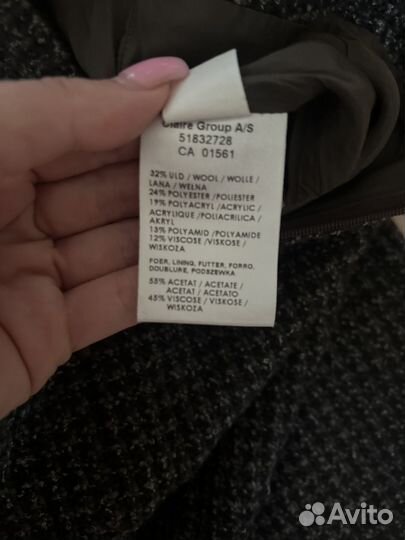 Claire Group A/S
51832728
CA 01561
32% ULD / WOOL / WOLLE /
LANA / WEŁNA
24% POLYESTER /POLIESTER
19% POLYACRYL /ACRYLIC /
ACRYLIQUE /POLIACRILICA /
AKRYL
13% POLYAMID /POLYAMIDE
12% VISCOSE /VISKOSE /
WISKOZA
FOER, LINING, FUTTER, FORRO,
DOUBLURE, PODSZEWKA
55% ACETAT / ACETATE /
ACETAT / ACETATO
45% VISCOSE / VISKOSE /
WISKOZA
Avito